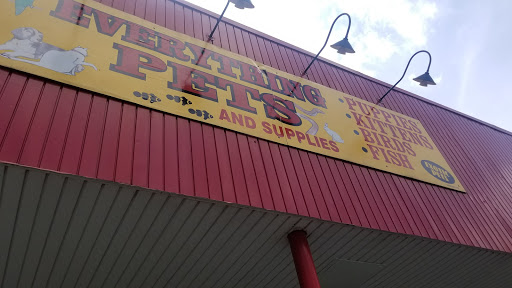 EVERYTHING
PETS
AND SUPPLIES
• PUPPIES
• KITTENS
• BIRDS
• FISH